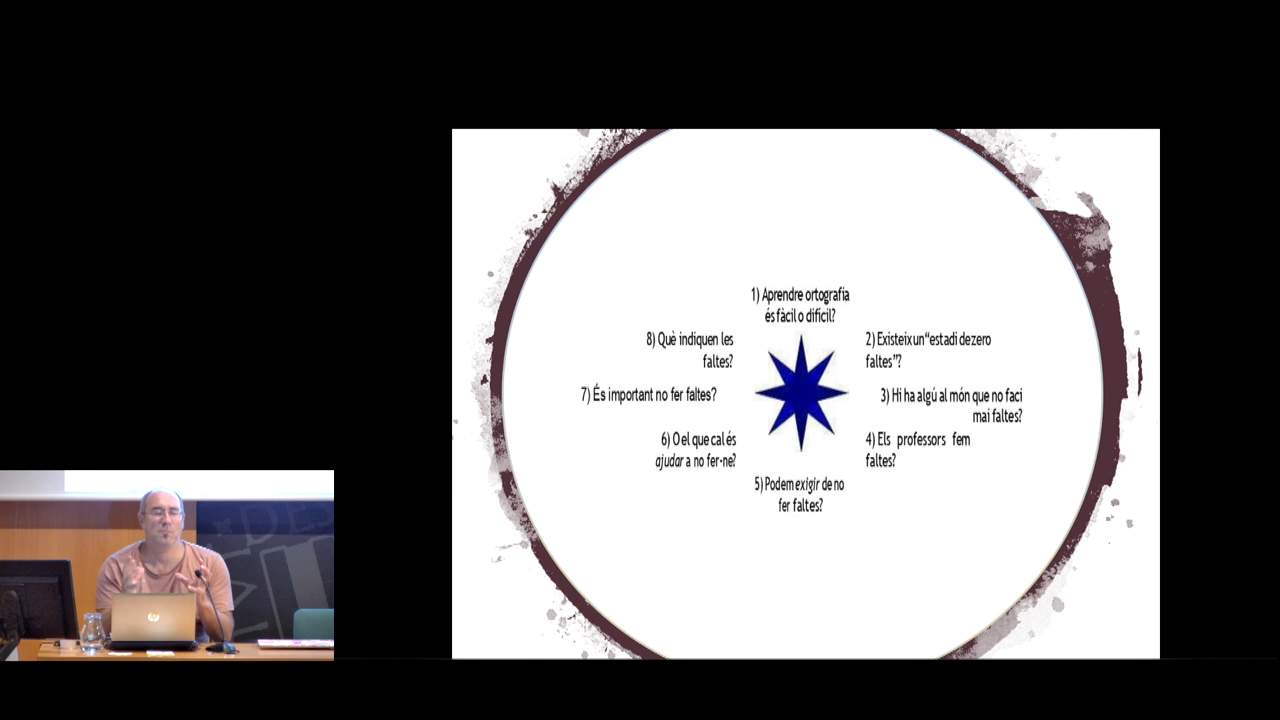 1) Aprendre ortografia
és fàcil o difícil?
2) Existeix un “estadi de zero
faltes”?
3) Hi ha algú al món que no faci
mai faltes?
4) Els professors fem
faltes?
5) Podem exigir de no
fer faltes?
6) O el que cal és
ajudar a no fer-ne?
7) És important no fer faltes?
8) Què indiquen les
faltes?
hp